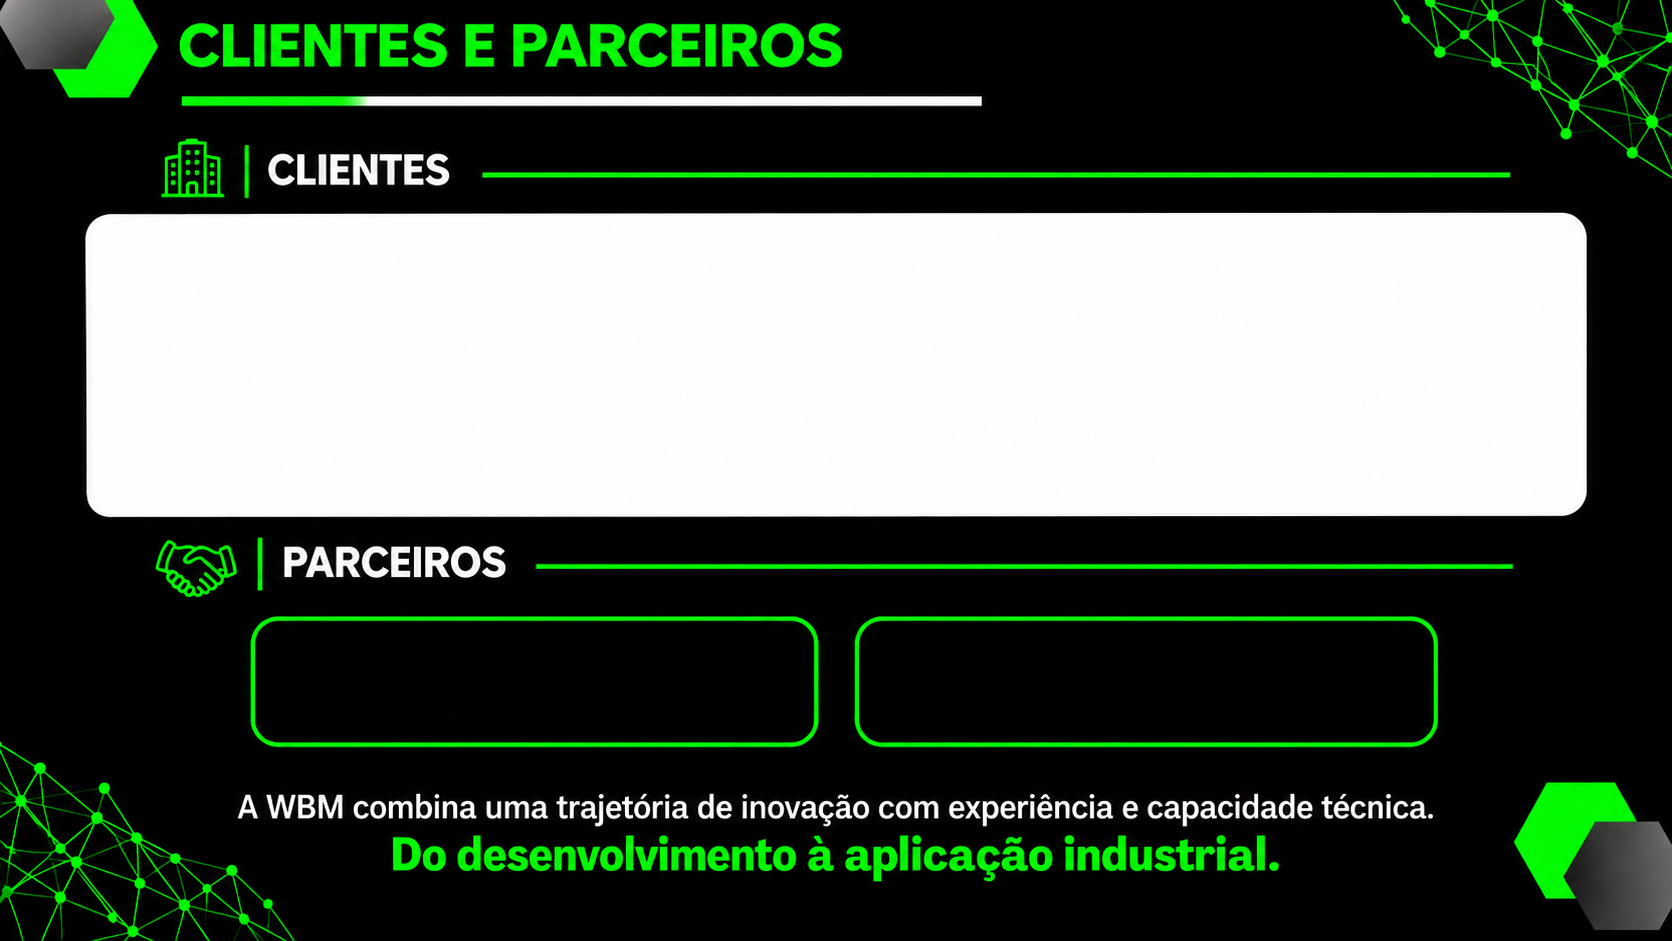 CLIENTES E PARCEIROS
CLIENTES
PARCEIROS
A WBM combina uma trajetória de inovação com experiência e capacidade técnica.
Do desenvolvimento à aplicação industrial.